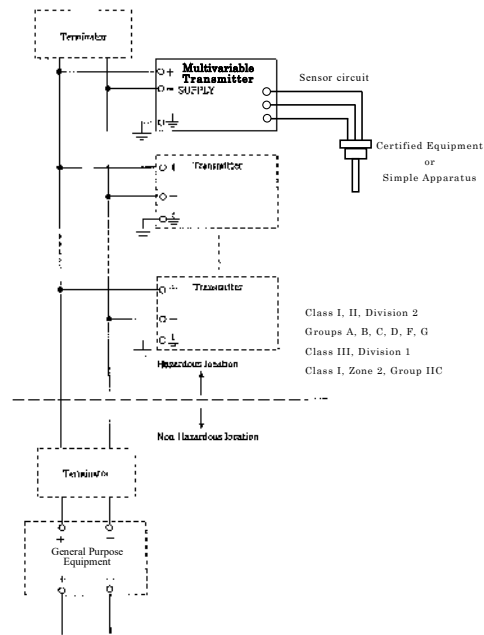 Terminator
Multivariable
Transmitter
+
− SUPPLY
Sensor circuit
Certified Equipment
or
Simple Apparatus
Transmitter
−
Transmitter
−
Class I, II, Division 2
Groups A, B, C, D, F, G
Class III, Division 1
Class I, Zone 2, Group IIC
Hazardous location
Non Hazardous location
Terminator
+ −
General Purpose
Equipment
+